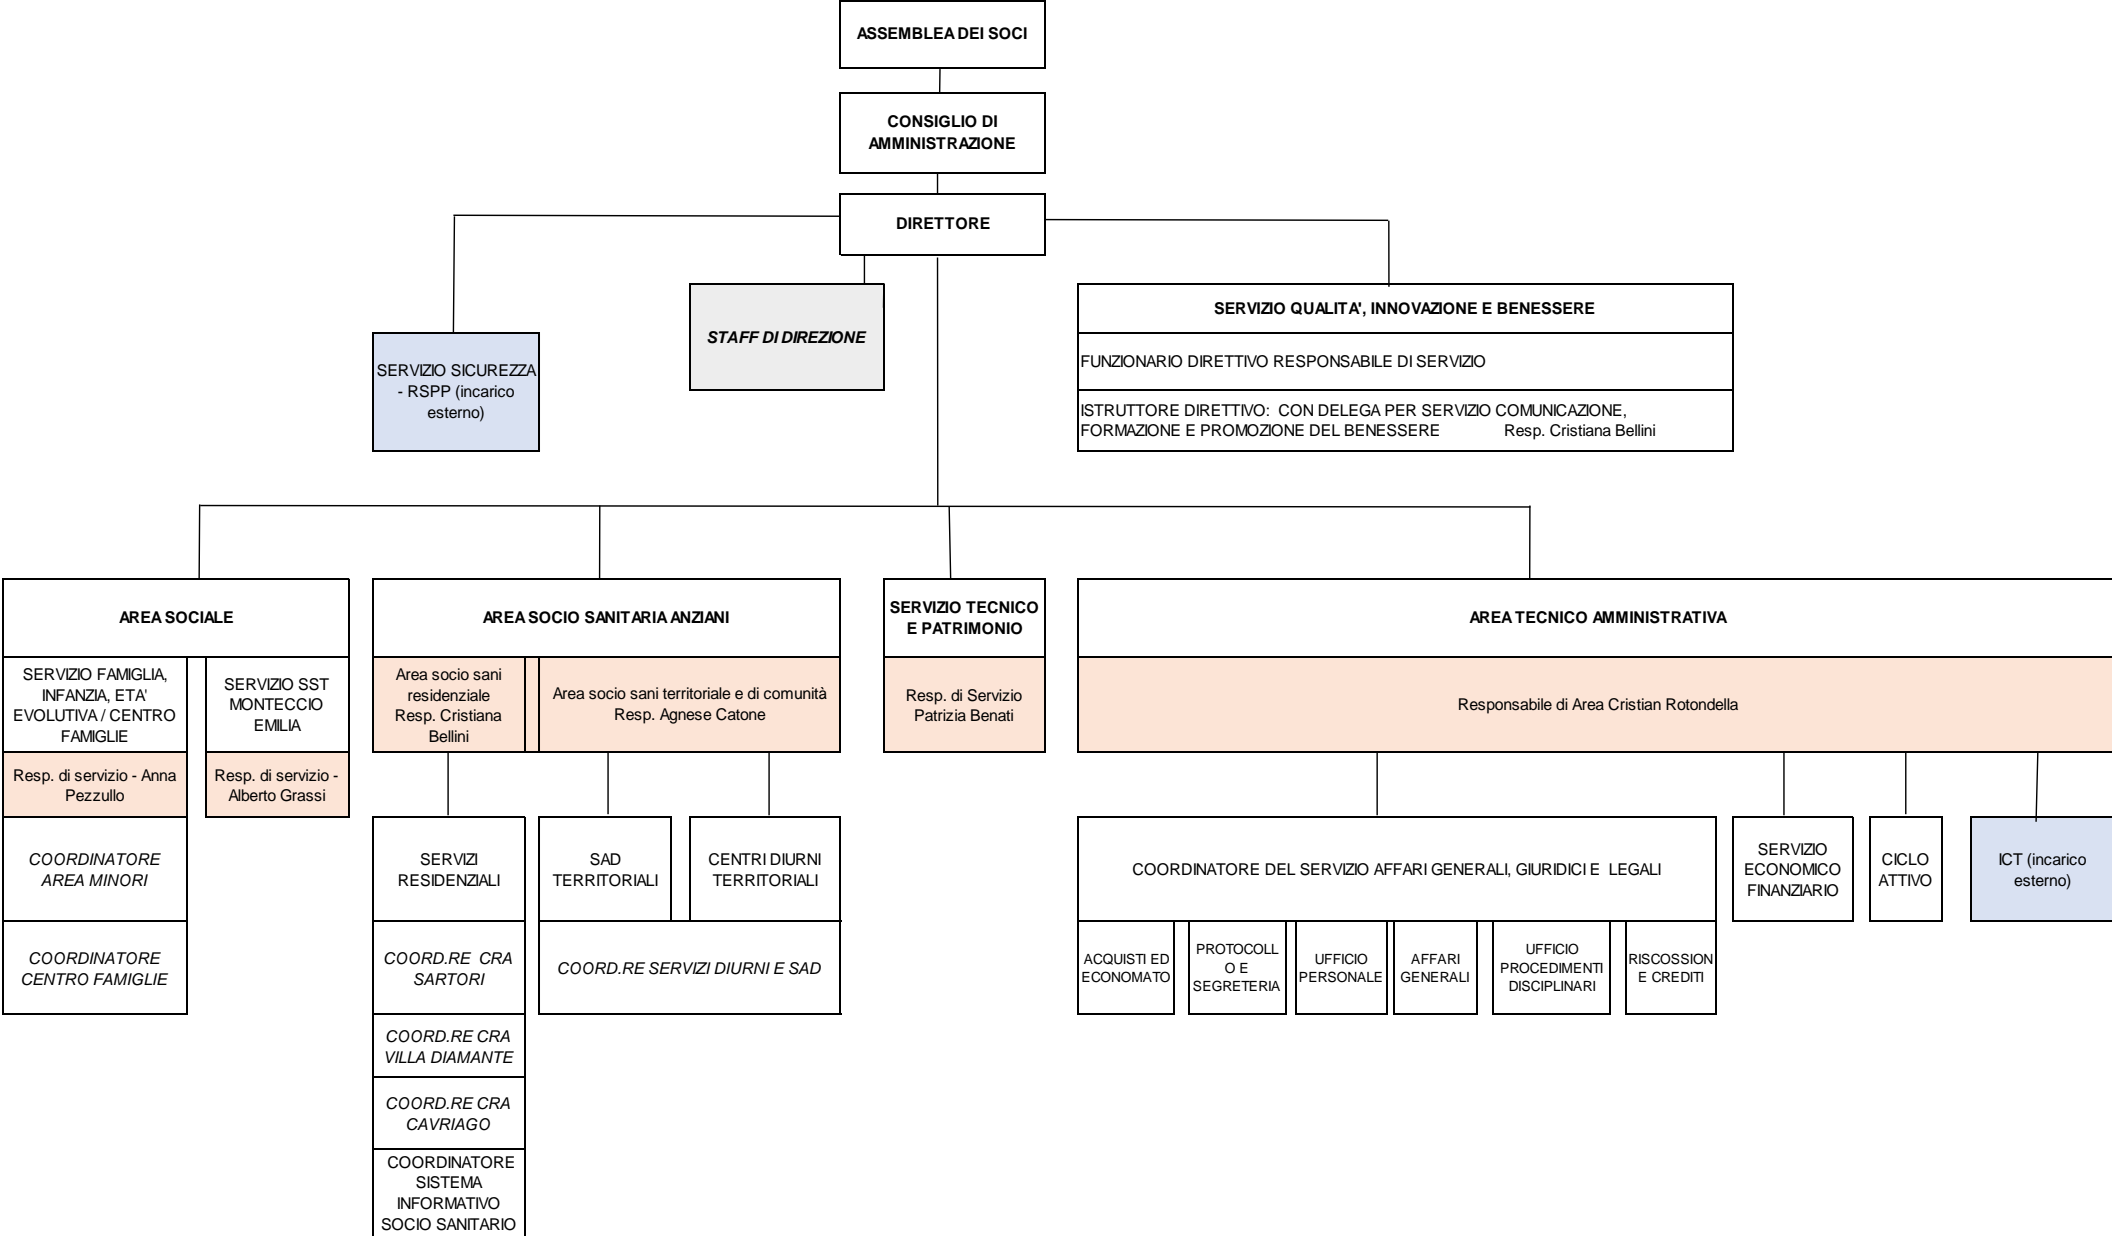 ASSEMBLEA DEI SOCI
CONSIGLIO DI
AMMINISTRAZIONE
DIRETTORE
STAFF DI DIREZIONE
SERVIZIO SICUREZZA
- RSPP (incarico
esterno)
SERVIZIO QUALITA', INNOVAZIONE E BENESSERE
FUNZIONARIO DIRETTIVO RESPONSABILE DI SERVIZIO
ISTRUTTORE DIRETTIVO: CON DELEGA PER SERVIZIO COMUNICAZIONE,
FORMAZIONE E PROMOZIONE DEL BENESSERE Resp. Cristiana Bellini
AREA SOCIALE
SERVIZIO FAMIGLIA,
INFANZIA, ETA'
EVOLUTIVA / CENTRO
FAMIGLIE
Resp. di servizio - Anna
Pezzullo
COORDINATORE
AREA MINORI
COORDINATORE
CENTRO FAMIGLIE
SERVIZIO SST
MONTECCIO
EMILIA
Resp. di servizio -
Alberto Grassi
AREA SOCIO SANITARIA ANZIANI
Area socio sani
residenziale
Resp. Cristiana
Bellini
Area socio sani territoriale e di comunità
Resp. Agnese Catone
SERVIZI
RESIDENZIALI
COORD.RE CRA
SARTORI
COORD.RE CRA
VILLA DIAMANTE
COORD.RE CRA
CAVRIAGO
COORDINATORE
SISTEMA
INFORMATIVO
SOCIO SANITARIO
SAD
TERRITORIALI
CENTRI DIURNI
TERRITORIALI
COORD.RE SERVIZI DIURNI E SAD
SERVIZIO TECNICO
E PATRIMONIO
Resp. di Servizio
Patrizia Benati
AREA TECNICO AMMINISTRATIVA
Responsabile di Area Cristian Rotondella
COORDINATORE DEL SERVIZIO AFFARI GENERALI, GIURIDICI E LEGALI
ACQUISTI ED
ECONOMATO
PROTOCOLL
O E
SEGRETERIA
UFFICIO
PERSONALE
AFFARI
GENERALI
UFFICIO
PROCEDIMENTI
DISCIPLINARI
RISCOSSION
E CREDITI
SERVIZIO
ECONOMICO
FINANZIARIO
CICLO
ATTIVO
ICT (incarico
esterno)